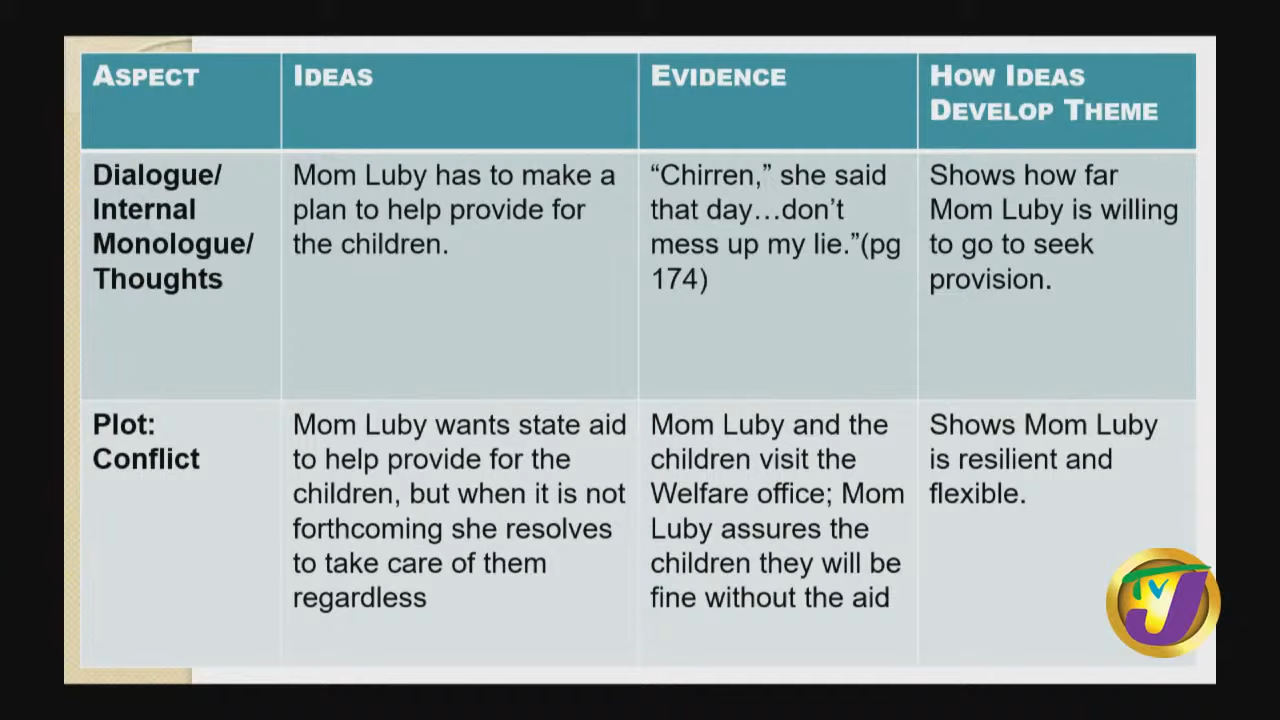 ASPECT
IDEAS
EVIDENCE
HOW IDEAS
DEVELOP THEME
Dialogue/
Internal
Monologue/
Thoughts
Mom Luby has to make a
plan to help provide for
the children.
“Chirren,” she said
that day…don’t
mess up my lie.”(pg
174)
Shows how far
Mom Luby is willing
to go to seek
provision.
Plot:
Conflict
Mom Luby wants state aid
to help provide for the
children, but when it is not
forthcoming she resolves
to take care of them
regardless
Mom Luby and the
children visit the
Welfare office; Mom
Luby assures the
children they will be
fine without the aid
Shows Mom Luby
is resilient and
flexible.
TVJ